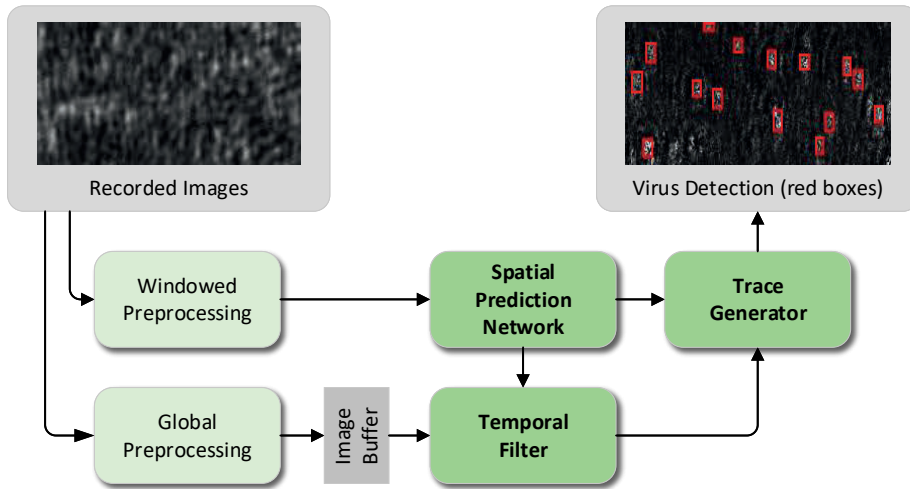 Recorded Images
Virus Detection (red boxes)
Windowed
Preprocessing
Spatial
Prediction
Network
Trace
Generator
Global
Preprocessing
Image
Buffer
Temporal
Filter